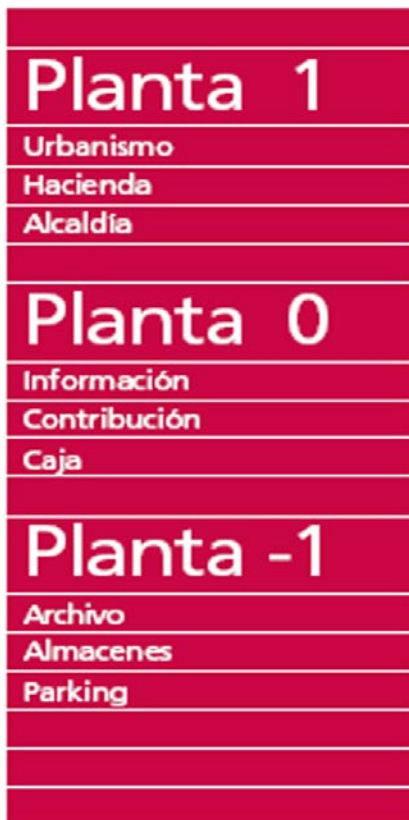 Planta 1
Urbanismo
Hacienda
Alcaldía
Planta 0
Información
Contribución
Caja
Planta -1
Archivo
Almacenes
Parking